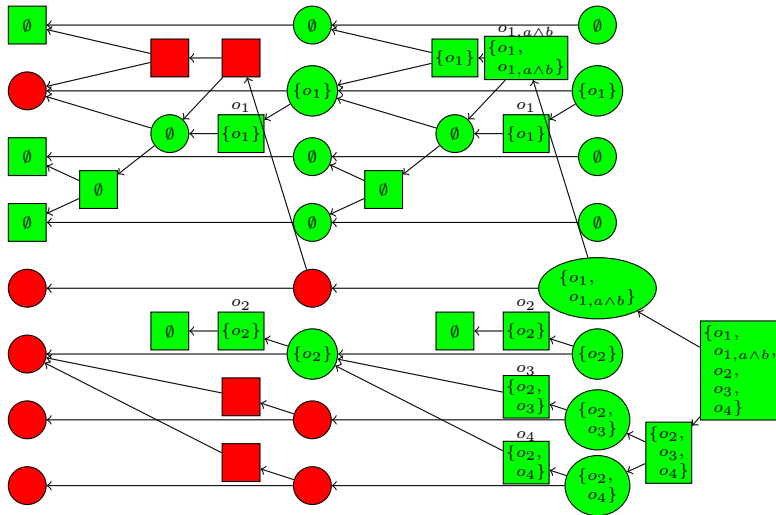 ∅ ∅ ∅
o₁,ₐ∧b
{o₁} {o₁,
o₁,ₐ∧b}
{o₁} {o₁}
o₁ o₁
∅ {o₁} ∅ {o₁}
∅ ∅ ∅
∅ ∅
∅ ∅ ∅
{o₁,
o₁,ₐ∧b}
o₂ o₂
∅ {o₂} ∅ {o₂}
{o₂} {o₂}
{o₁,
o₁,ₐ∧b,
o₂,
o₃,
o₄}
o₃
{o₂,
o₃}
{o₂,
o₃}
o₄
{o₂,
o₄}
{o₂,
o₃,
o₄}
{o₂,
o₄}